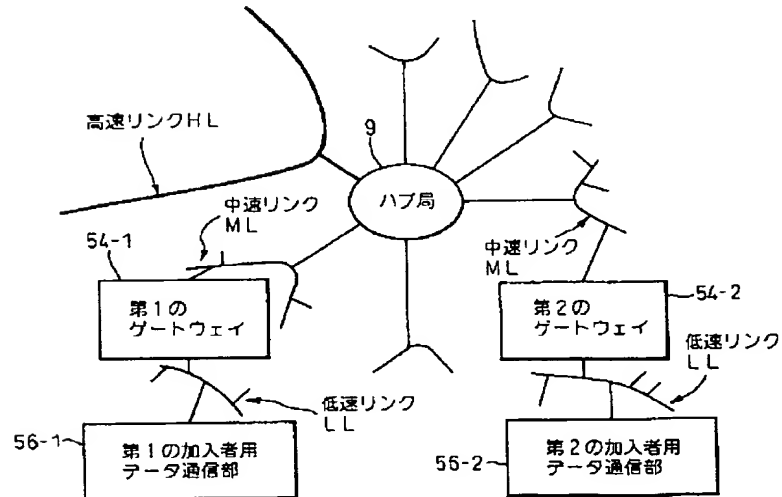 高速リンクHL
9
ハブ局
中速リンク
ML
54-1
中速リンク
ML
第1の
ゲートウェイ
第2の
ゲートウェイ
54-2
低速リンク
LL
低速リンク
LL
56-1
第1の加入者用
データ通信部
56-2
第2の加入者用
データ通信部